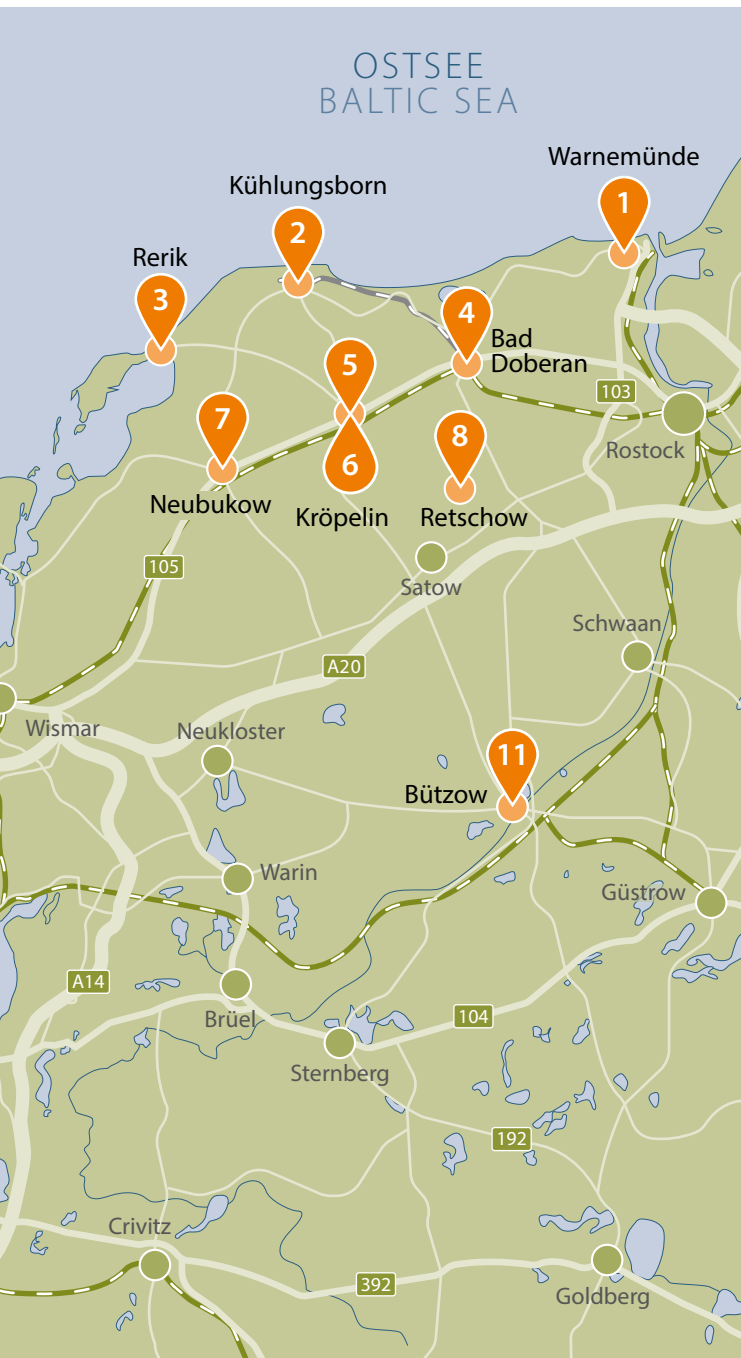 OSTSEE
BALTIC SEA
Warnemünde
1
Kühlungsborn
2
Rerik
3
4
Bad
Doberan
5
103
7
8
Rostock
6
Neubukow
Kröpelin
Retschow
105
Satow
Schwaan
A20
Wismar
Neukloster
11
Bützow
Warin
Güstrow
A14
Brüel
104
Sternberg
192
Crivitz
392
Goldberg